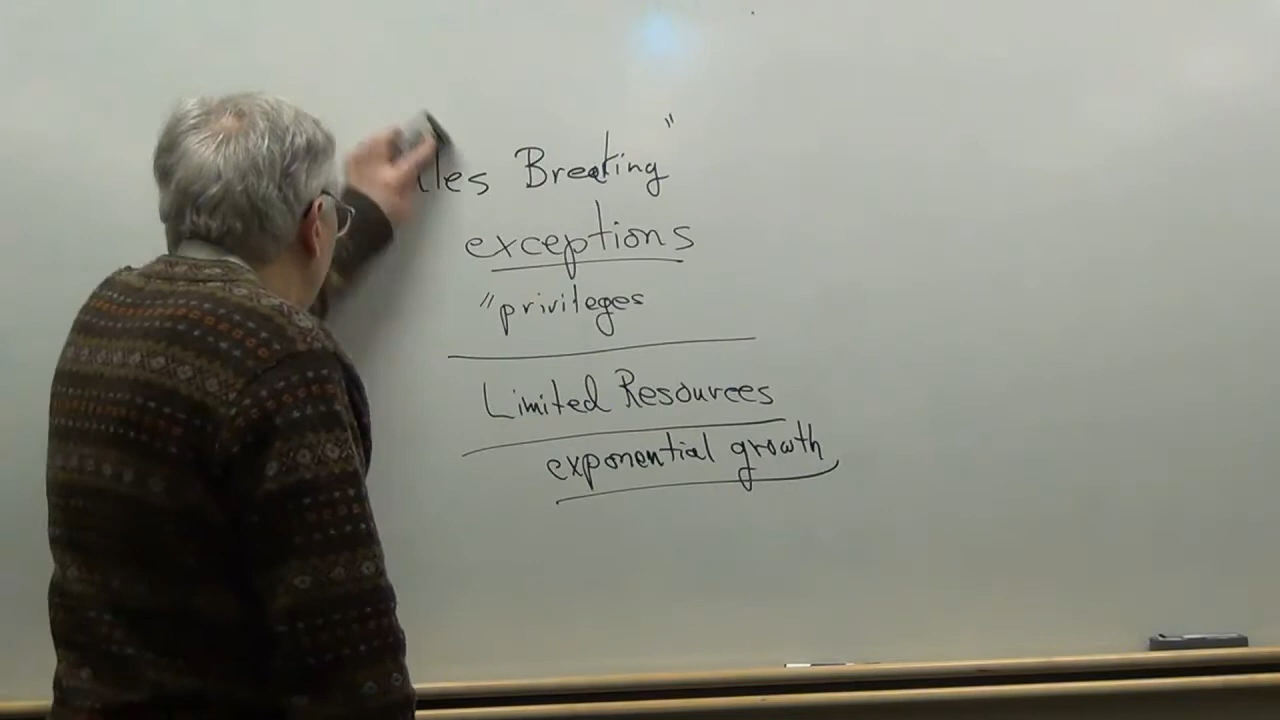 les Breaking"
exceptions
"privileges
Limited Resources
exponential growth